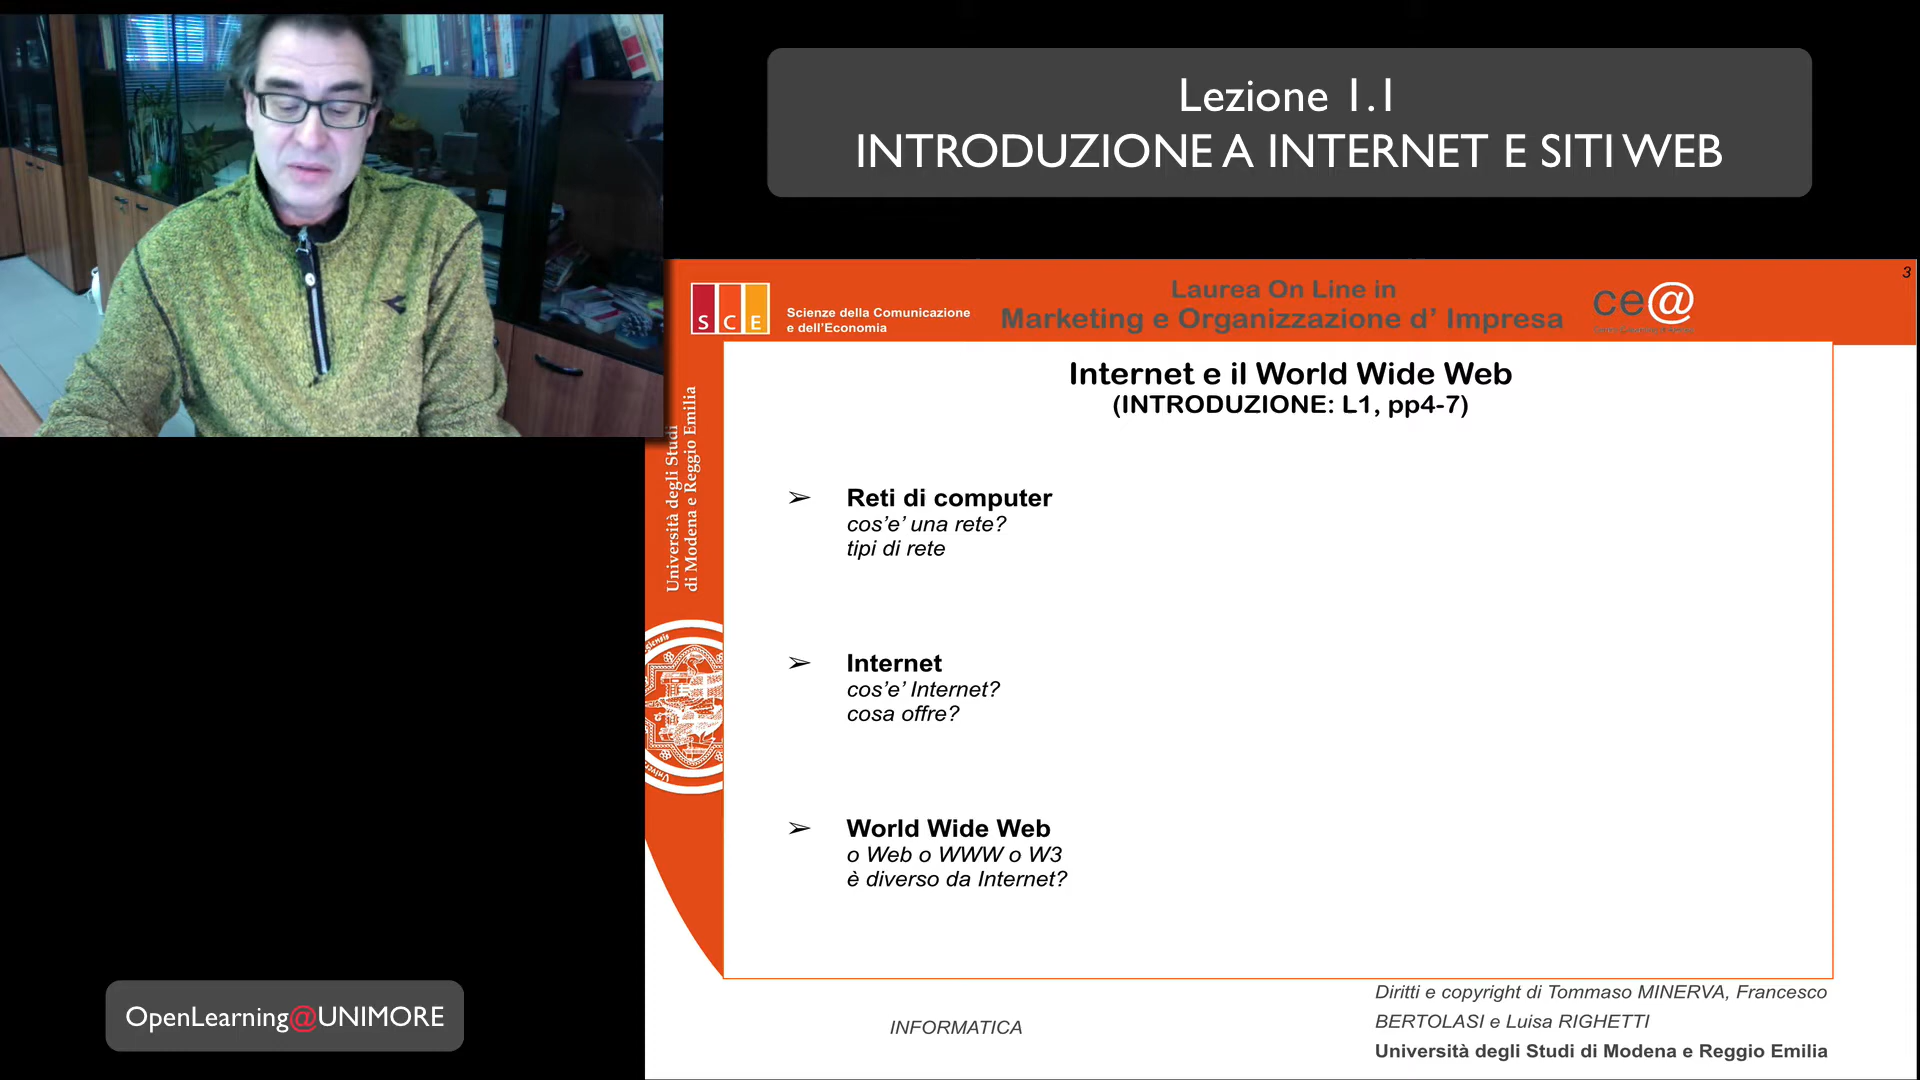 Lezione 1.1
INTRODUZIONE A INTERNET E SITI WEB
3
S C E
Scienze della Comunicazione
e dell'Economia
Laurea On Line in
Marketing e Organizzazione d' Impresa
ce@
Università degli Studi
di Modena e Reggio Emilia
Internet e il World Wide Web
(INTRODUZIONE: L1, pp4-7)
➢ Reti di computer
cos'e' una rete?
tipi di rete
➢ Internet
cos'e' Internet?
cosa offre?
➢ World Wide Web
o Web o WWW o W3
è diverso da Internet?
OpenLearning@UNIMORE
INFORMATICA
Diritti e copyright di Tommaso MINERVA, Francesco
BERTOLASI e Luisa RIGHETTI
Università degli Studi di Modena e Reggio Emilia